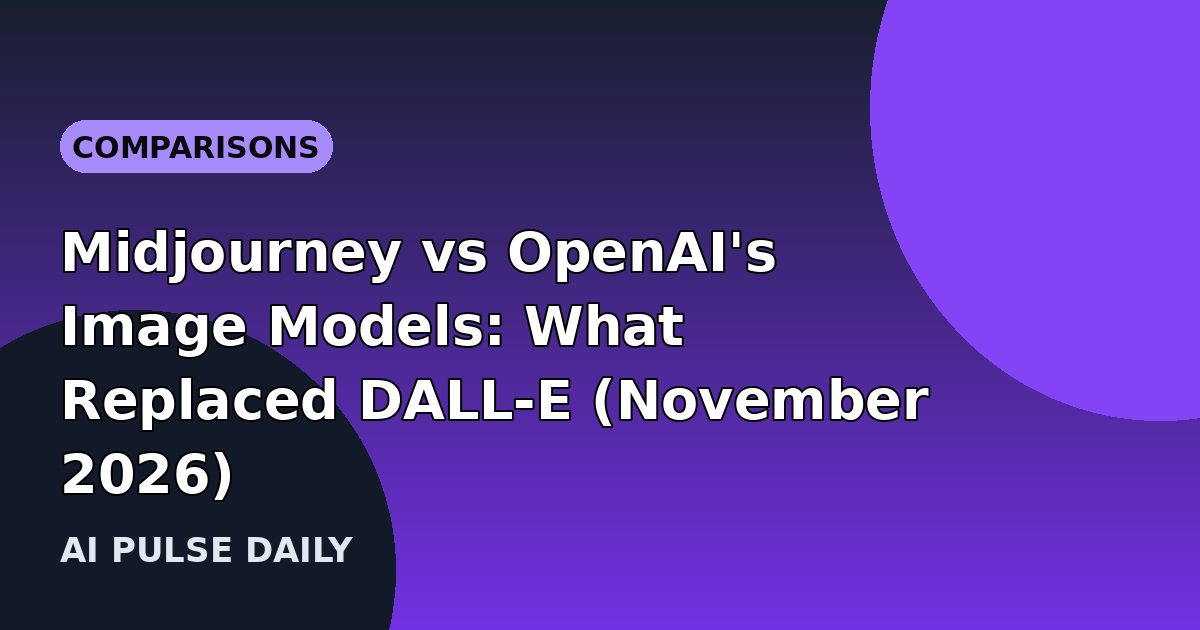 COMPARISONS
Midjourney vs OpenAI's
Image Models: What
Replaced DALL-E (November
2026)
AI PULSE DAILY